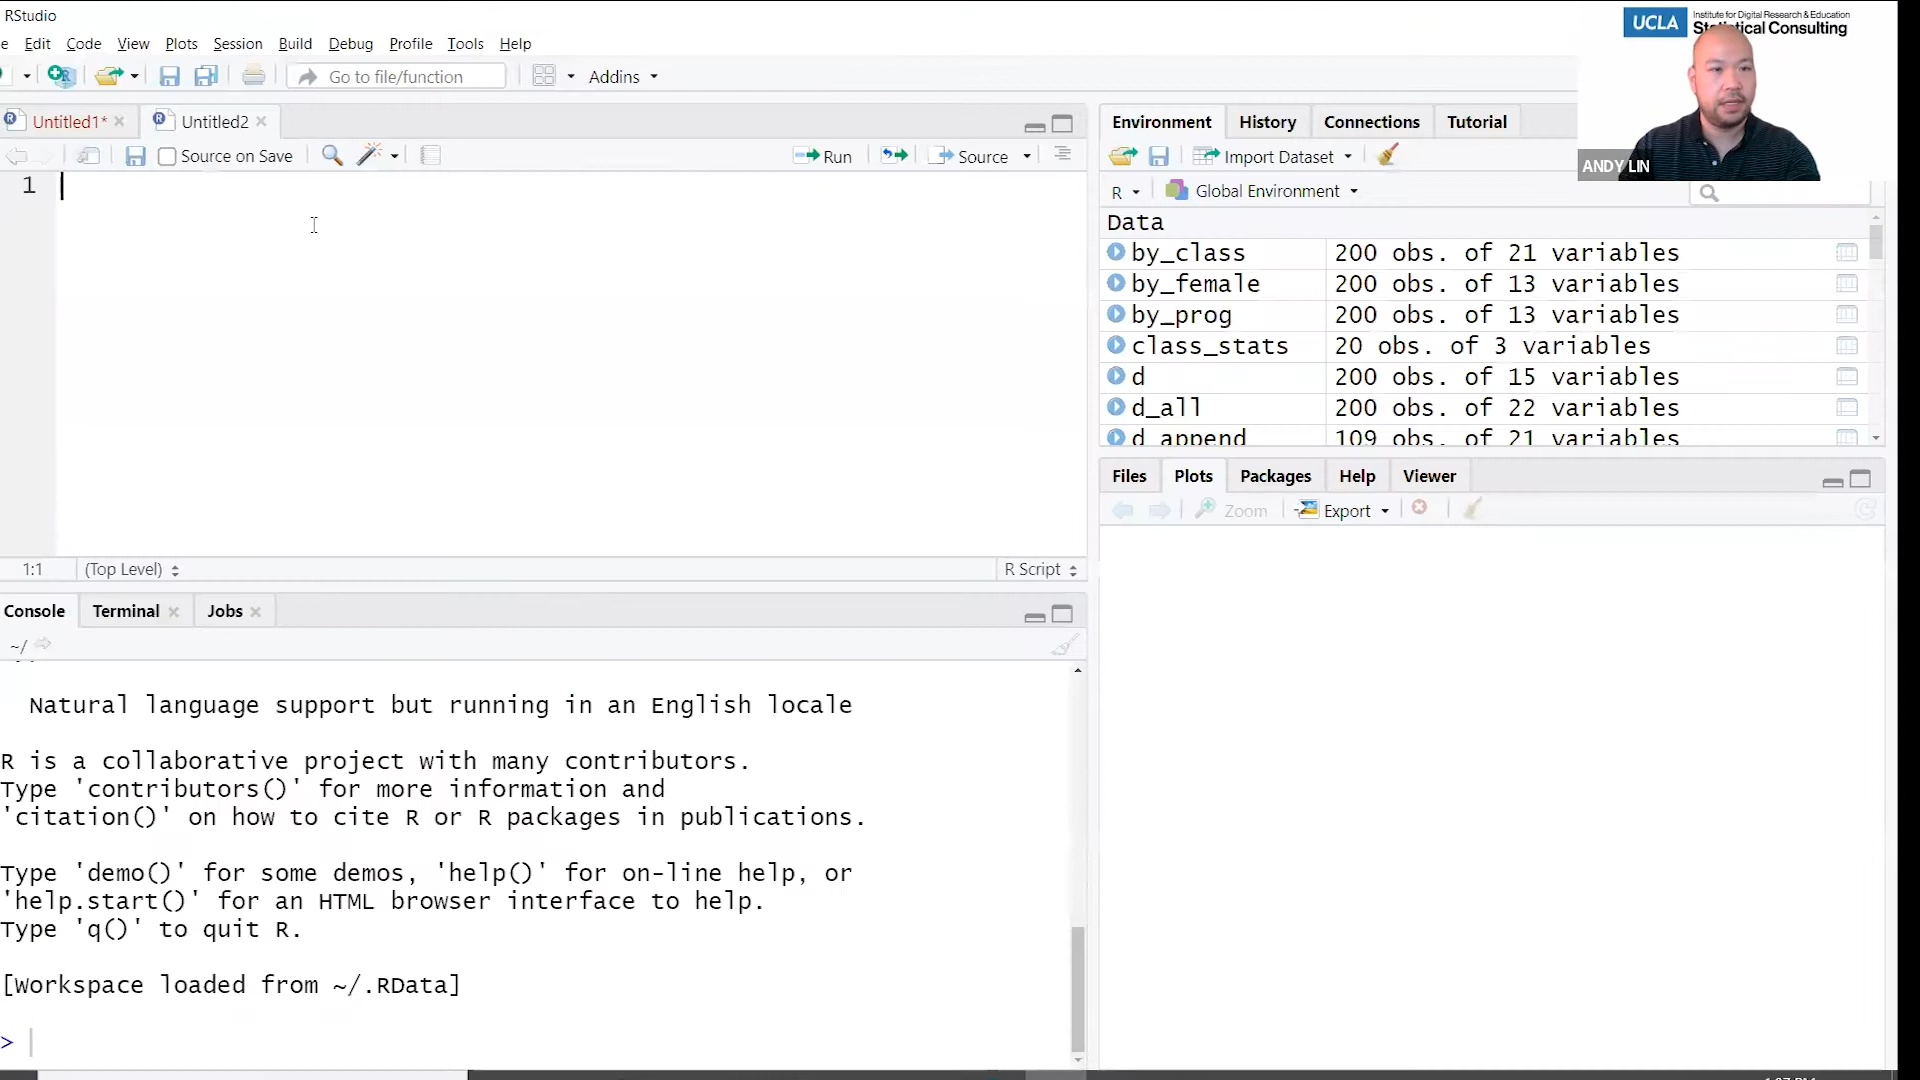 RStudio
e Edit Code View Plots Session Build Debug Profile Tools Help
Go to file/function Addins
UCLA Institute for Digital Research & Education
Statistical Consulting
ANDY LIN
Untitled1* Untitled2
Source on Save Run Source
1
1:1 (Top Level) R Script
Console Terminal Jobs
~/
Natural language support but running in an English locale
R is a collaborative project with many contributors.
Type 'contributors()' for more information and
'citation()' on how to cite R or R packages in publications.
Type 'demo()' for some demos, 'help()' for on-line help, or
'help.start()' for an HTML browser interface to help.
Type 'q()' to quit R.
[Workspace loaded from ~/.RData]
>
Environment History Connections Tutorial
Import Dataset
R Global Environment
Data
by_class 200 obs. of 21 variables
by_female 200 obs. of 13 variables
by_prog 200 obs. of 13 variables
class_stats 20 obs. of 3 variables
d 200 obs. of 15 variables
d_all 200 obs. of 22 variables
d_append 109 obs. of 21 variables
Files Plots Packages Help Viewer
Zoom Export